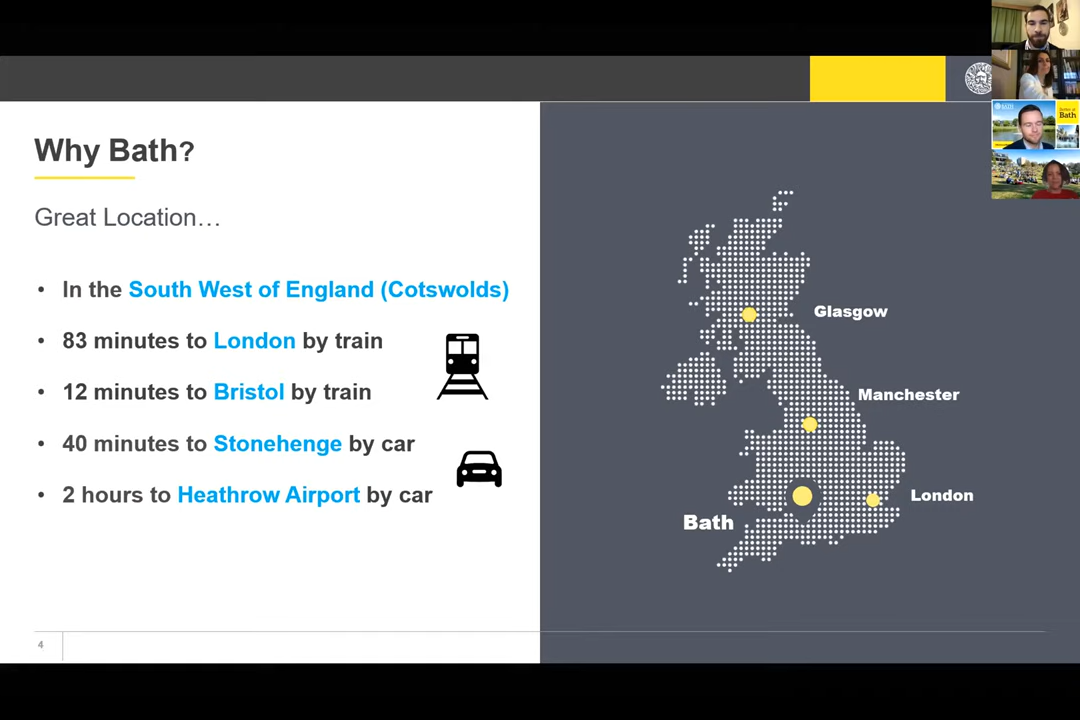 Why Bath?
Great Location…
• In the South West of England (Cotswolds)
• 83 minutes to London by train
• 12 minutes to Bristol by train
• 40 minutes to Stonehenge by car
• 2 hours to Heathrow Airport by car
Glasgow
Manchester
London
Bath
4
Bath